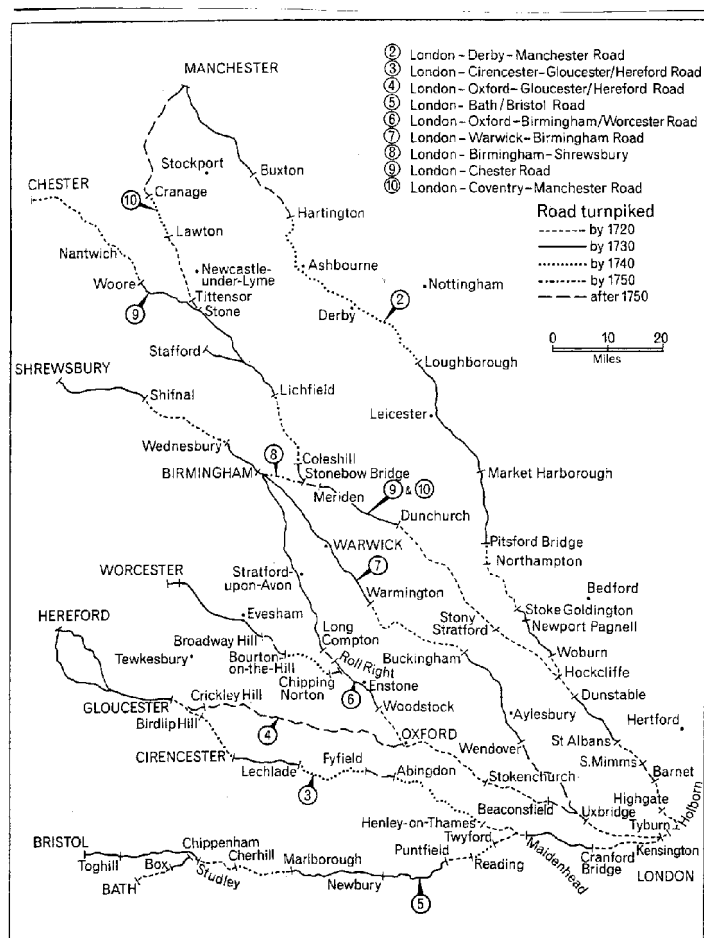 ② London-Derby-Manchester Road
③ London-Cirencester-Gloucester/Hereford Road
④ London-Oxford-Gloucester/Hereford Road
⑤ London-Bath/Bristol Road
⑥ London-Oxford-Birmingham/Worcester Road
⑦ London-Warwick-Birmingham Road
⑧ London-Birmingham-Shrewsbury
⑨ London-Chester Road
⑩ London-Coventry-Manchester Road
Road turnpiked
by 1720
by 1730
by 1740
by 1750
after 1750
0 10 20
Miles
MANCHESTER
Stockport
Buxton
CHESTER
Cranage
⑩
Hartington
Lawton
Nantwich
Ashbourne
Newcastle-
under-Lyme
Nottingham
Woore
Tittensor
②
⑨
Stone
Derby
Stafford
Loughborough
SHREWSBURY
Shifnal
Lichfield
Leicester
Wednesbury
Coleshill
⑧
Stonebow Bridge
BIRMINGHAM
Market Harborough
Meriden
⑨ & ⑩
Dunchurch
WARWICK
Pitsford Bridge
Northampton
⑦
Stratford-
upon-Avon
WORCESTER
Bedford
Warmington
Stoke Goldington
Evesham
Newport Pagnell
HEREFORD
Long
Compton
Stony
Stratford
Broadway Hill
Woburn
Tewkesbury
Bourton-
on-the-Hill
Roll Right
Buckingham
Hockcliffe
Chipping
Norton
⑥
Enstone
Dunstable
Crickley Hill
Woodstock
GLOUCESTER
Aylesbury
Hertford
Birdlip Hill
④
OXFORD
St Albans
Wendover
CIRENCESTER
Fyfield
S.Mimms
Lechlade
Abingdon
Stokenchurch
Barnet
③
Beaconsfield
Highgate
Uxbridge
Holborn
Henley-on-Thames
Tyburn
BRISTOL
Chippenham
Twyford
Toghill
Box
Cherhill
Marlborough
Puntfield
Maidenhead
Kensington
Studley
Reading
Cranford
Bridge
BATH
Newbury
⑤
LONDON